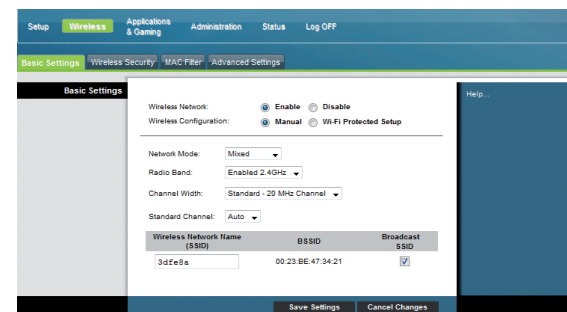 Setup Wireless Applications & Gaming Administration Status Log OFF
Basic Settings Wireless Security MAC Filter Advanced Settings
Basic Settings
Help...
Wireless Network: Enable Disable
Wireless Configuration: Manual Wi-Fi Protected Setup
Network Mode: Mixed
Radio Band: Enabled 2.4GHz
Channel Width: Standard - 20 MHz Channel
Standard Channel: Auto
Wireless Network Name (SSID) BSSID Broadcast SSID
3dfe8a 00:23:BE:47:34:21
Save Settings Cancel Changes